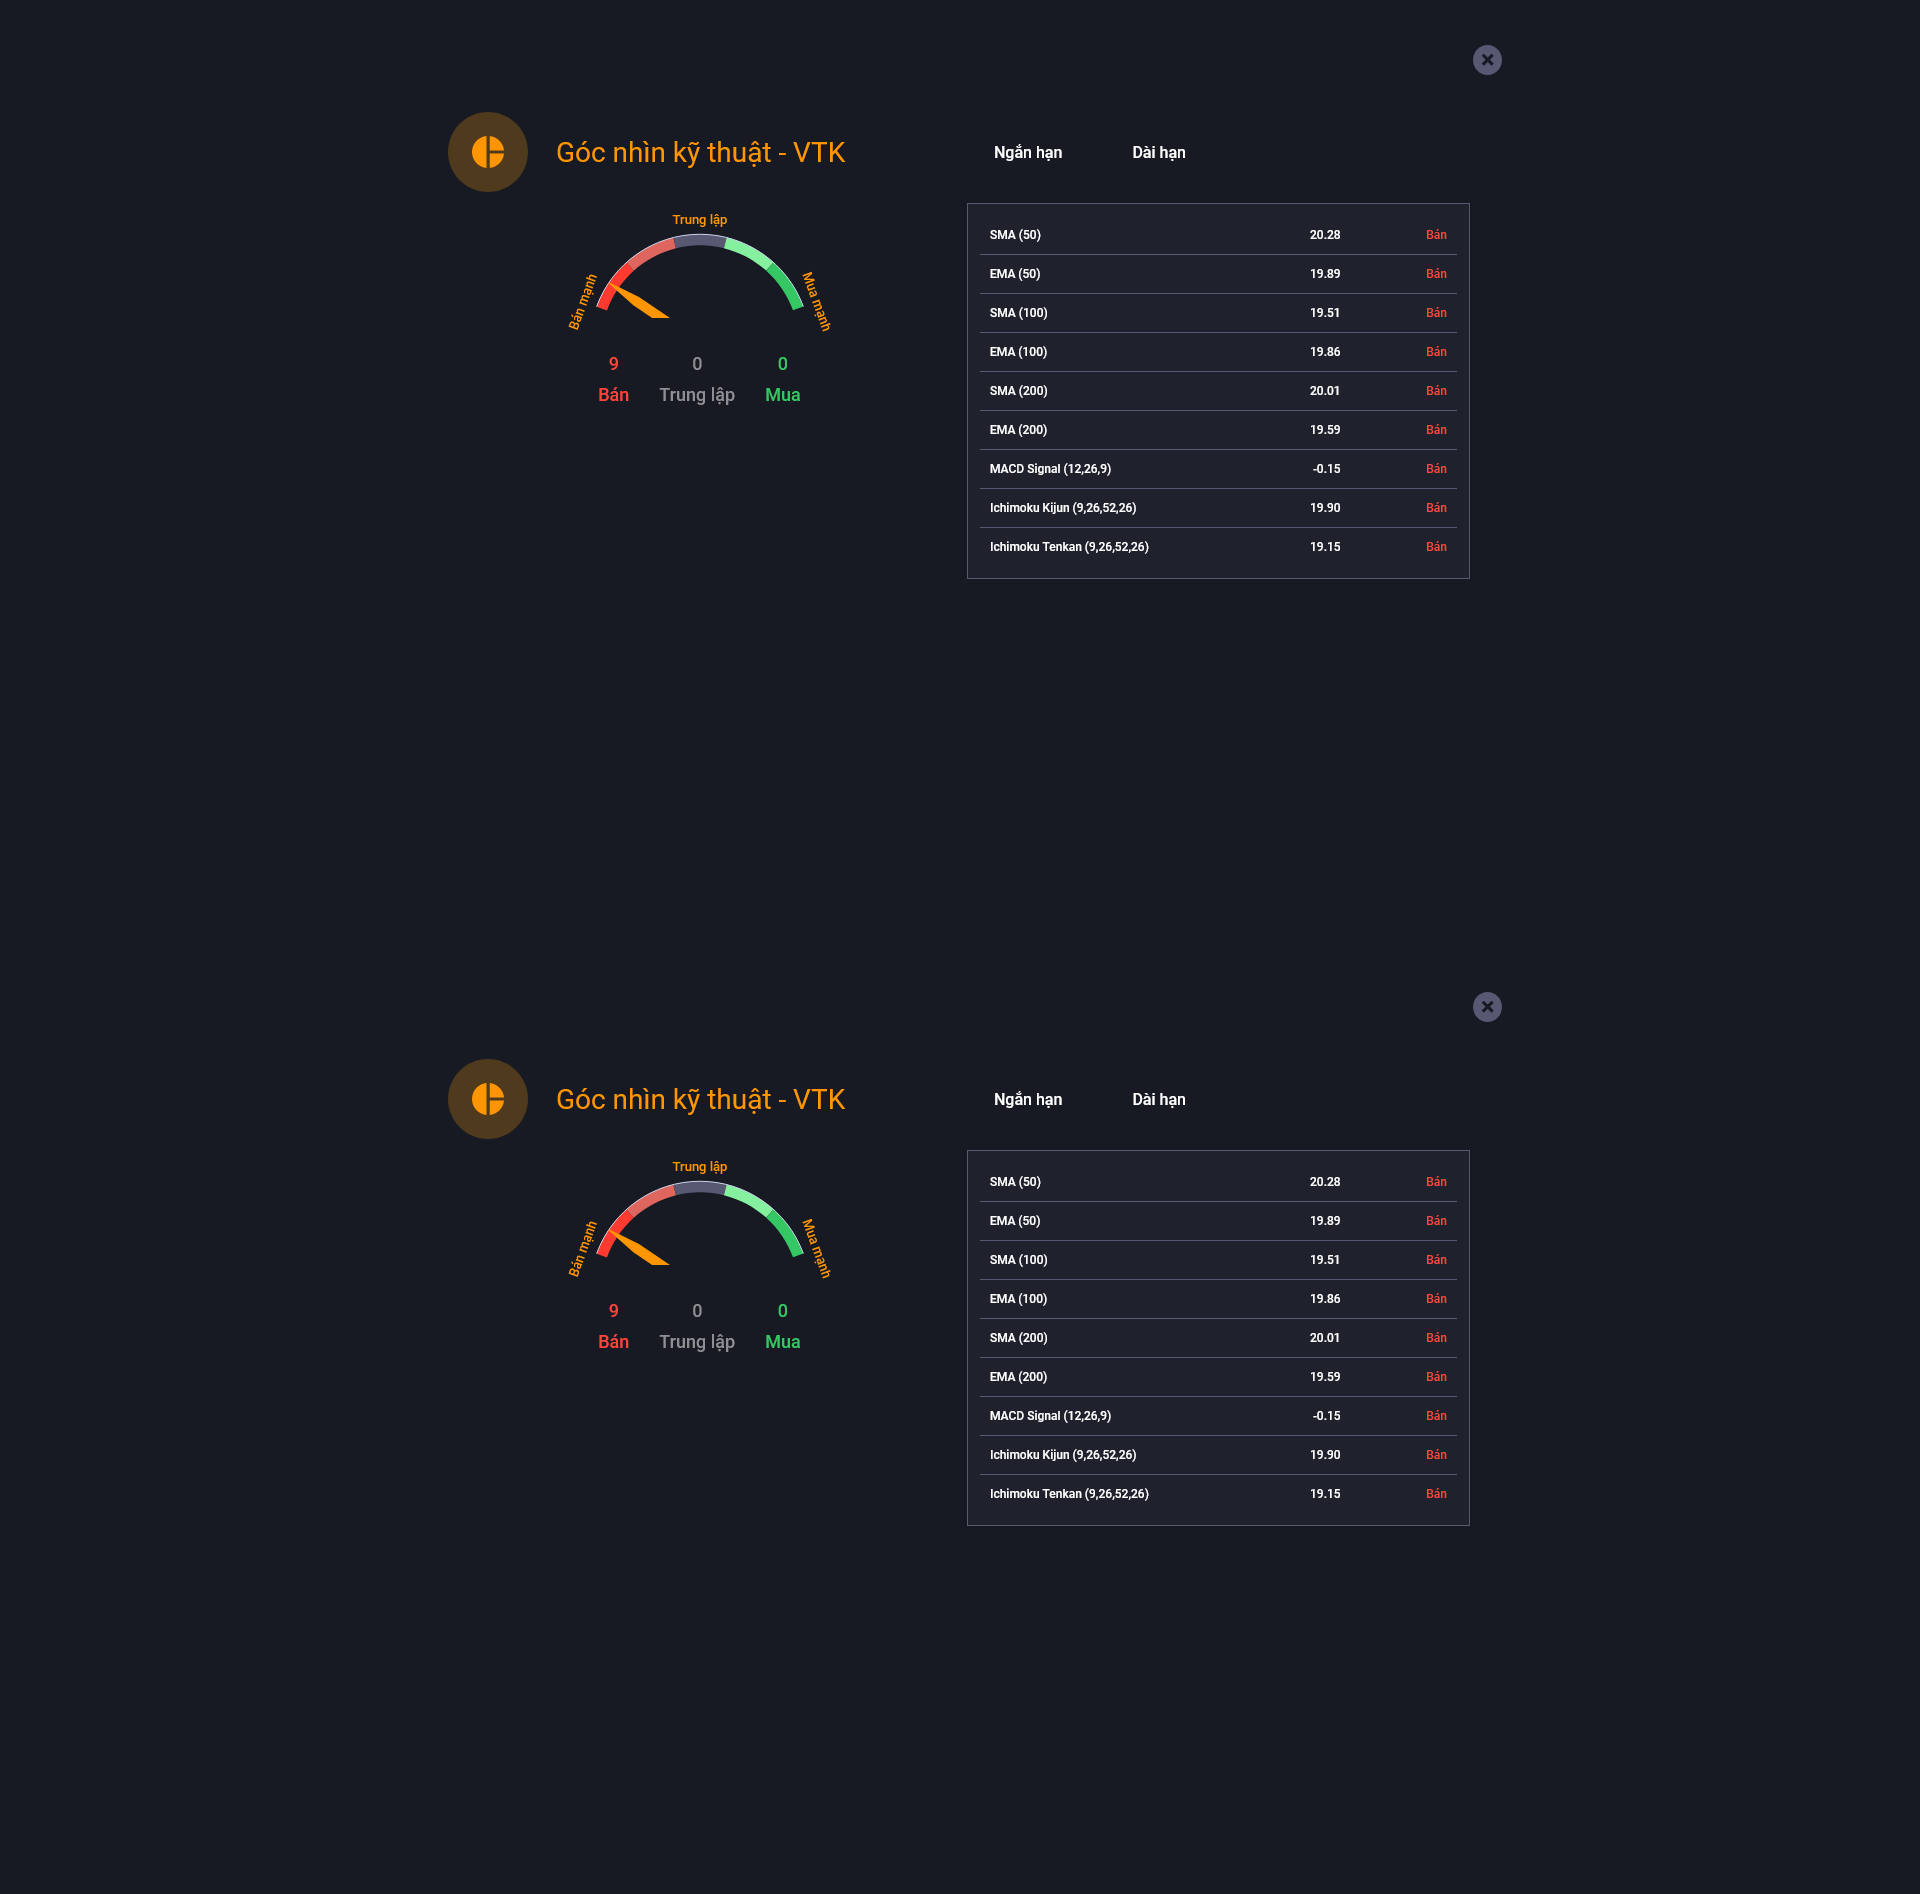 Góc nhìn kỹ thuật - VTK
Ngắn hạn Dài hạn
Trung lập
Bán mạnh
Mua mạnh
9 0 0
Bán Trung lập Mua
SMA (50) 20.28 Bán
EMA (50) 19.89 Bán
SMA (100) 19.51 Bán
EMA (100) 19.86 Bán
SMA (200) 20.01 Bán
EMA (200) 19.59 Bán
MACD Signal (12,26,9) -0.15 Bán
Ichimoku Kijun (9,26,52,26) 19.90 Bán
Ichimoku Tenkan (9,26,52,26) 19.15 Bán
Góc nhìn kỹ thuật - VTK
Ngắn hạn Dài hạn
Trung lập
Bán mạnh
Mua mạnh
9 0 0
Bán Trung lập Mua
SMA (50) 20.28 Bán
EMA (50) 19.89 Bán
SMA (100) 19.51 Bán
EMA (100) 19.86 Bán
SMA (200) 20.01 Bán
EMA (200) 19.59 Bán
MACD Signal (12,26,9) -0.15 Bán
Ichimoku Kijun (9,26,52,26) 19.90 Bán
Ichimoku Tenkan (9,26,52,26) 19.15 Bán